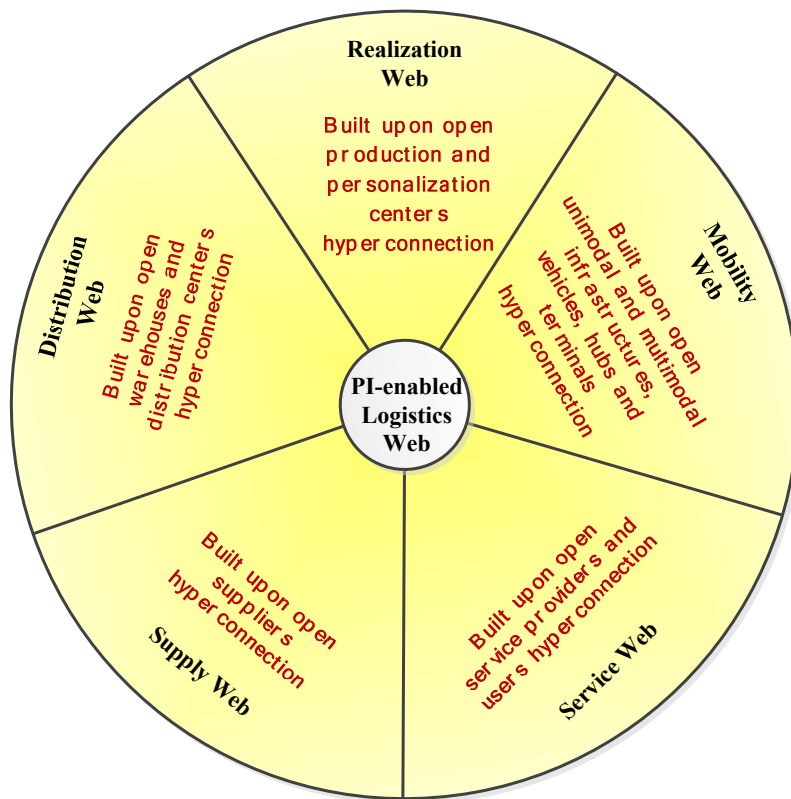 Realization
Web
Built upon open
production and
personalization
centers
hyperconnection
Mobility
Web
Built upon open
unimodal and multimodal
infrastructures,
vehicles, hubs and
terminals
hyperconnection
Service Web
Built upon open
service providers and
users hyperconnection
Supply Web
Built upon open
suppliers
hyperconnection
Distribution
Web
Built upon open
warehouses and
distribution centers
hyperconnection
PI-enabled
Logistics
Web